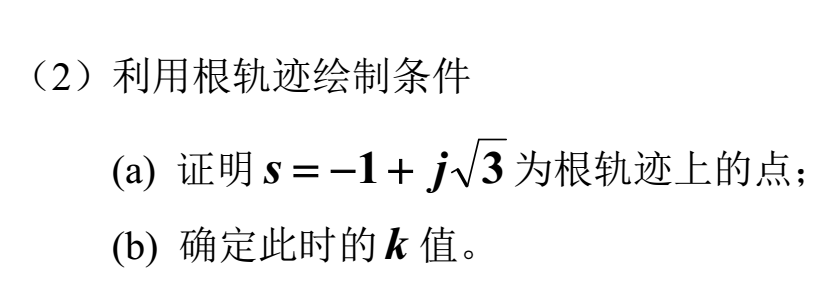 （2）利用根轨迹绘制条件
(a) 证明 s = −1 + j√3 为根轨迹上的点；
(b) 确定此时的 k 值。